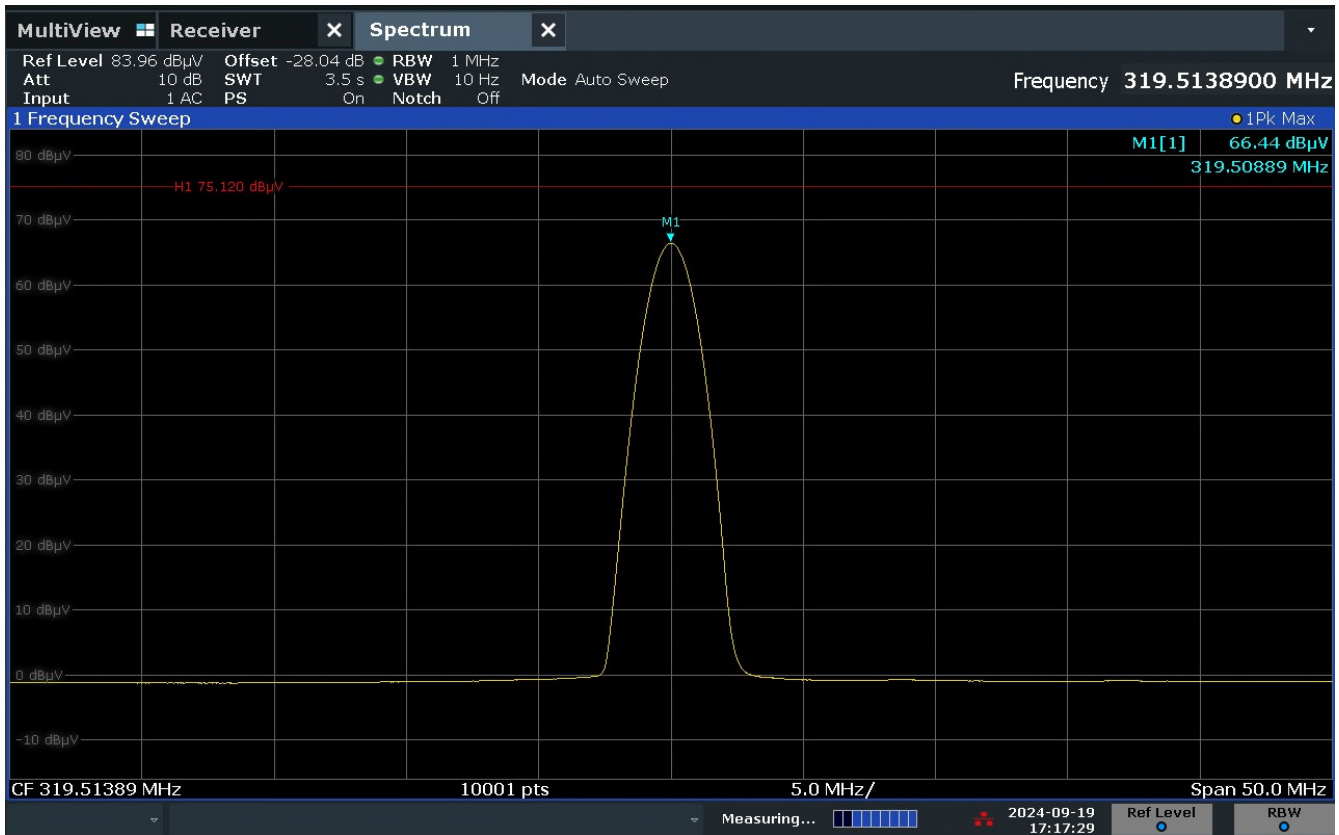 MultiView Receiver X Spectrum X
Ref Level 83.96 dBµV Offset -28.04 dB RBW 1 MHz
Att 10 dB SWT 3.5 s VBW 10 Hz Mode Auto Sweep
Input 1 AC PS On Notch Off
Frequency 319.5138900 MHz
1 Frequency Sweep 1Pk Max
M1[1] 66.44 dBµV
319.50889 MHz
80 dBµV
H1 75.120 dBµV
70 dBµV
M1
60 dBµV
50 dBµV
40 dBµV
30 dBµV
20 dBµV
10 dBµV
0 dBµV
-10 dBµV
CF 319.51389 MHz 10001 pts 5.0 MHz/ Span 50.0 MHz
Measuring... 2024-09-19
17:17:29
Ref Level RBW